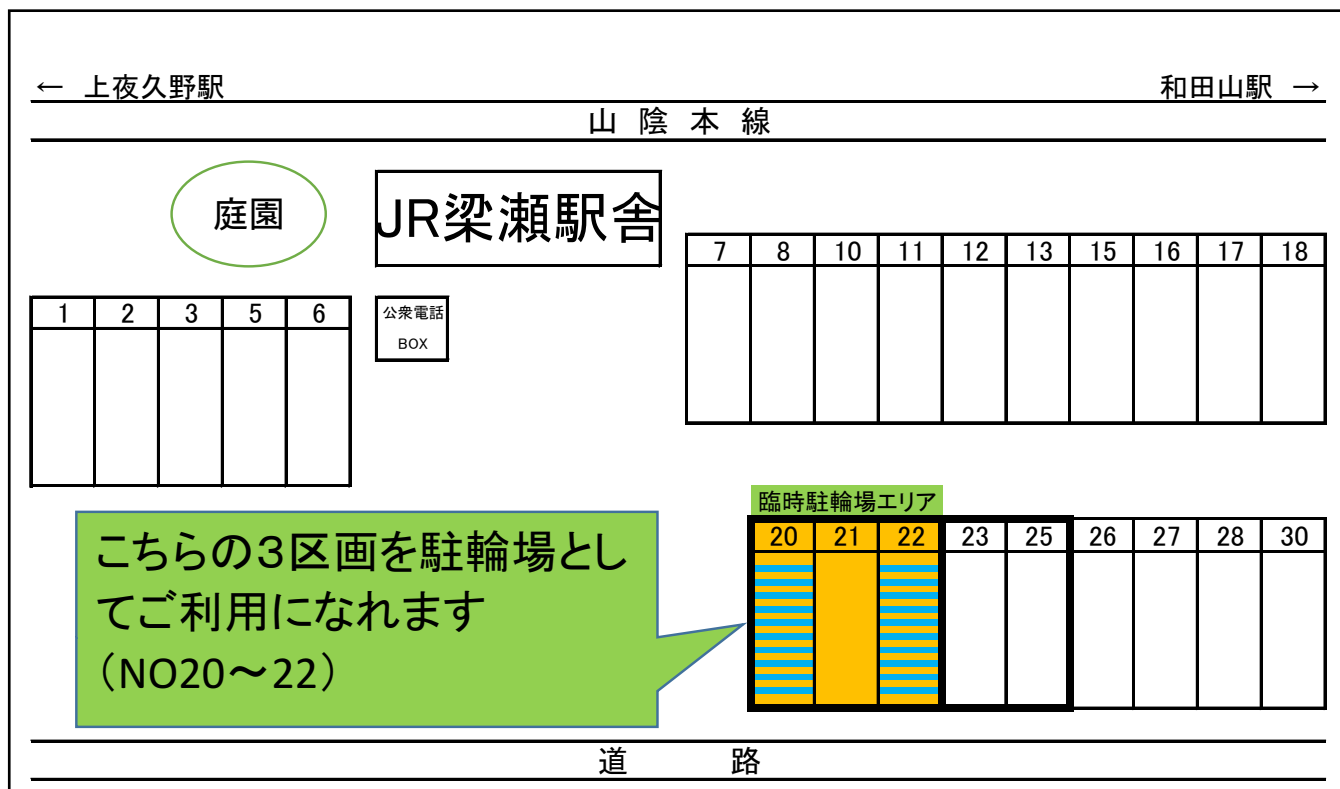 ← 上夜久野駅
和田山駅 →
山 陰 本 線
庭園
JR梁瀬駅舎
7 8 10 11 12 13 15 16 17 18
1 2 3 5 6
公衆電話
BOX
臨時駐輪場エリア
20 21 22 23 25 26 27 28 30
こちらの3区画を駐輪場とし
てご利用になれます
（NO20～22）
道 路